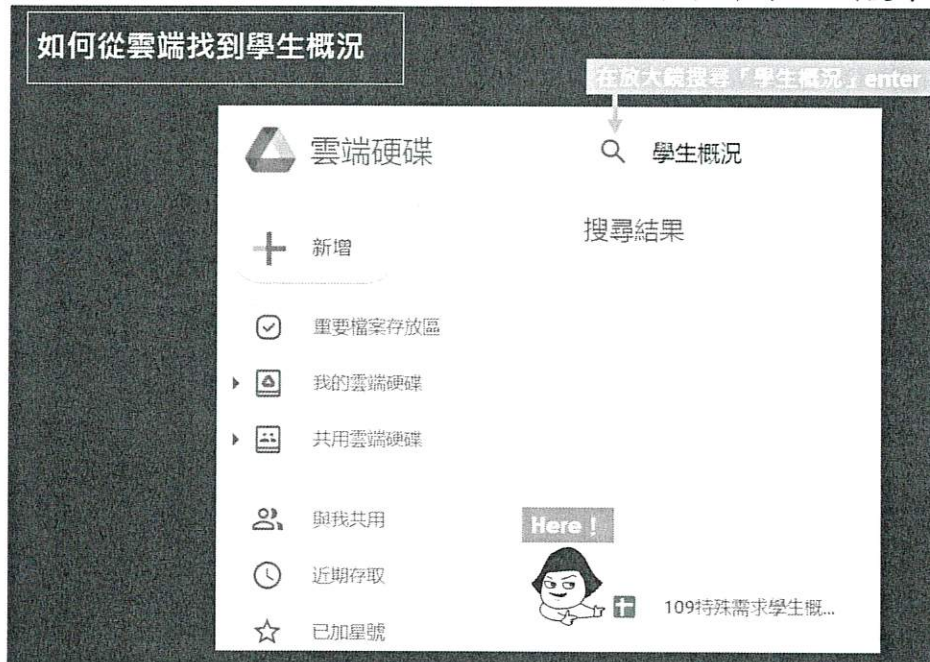 如何從雲端找到學生概況
在放大鏡搜尋「學生概況」enter
雲端硬碟
學生概況
新增
搜尋結果
重要檔案存放區
我的雲端硬碟
共用雲端硬碟
與我共用
Here！
近期存取
109特殊需求學生概...
已加星號